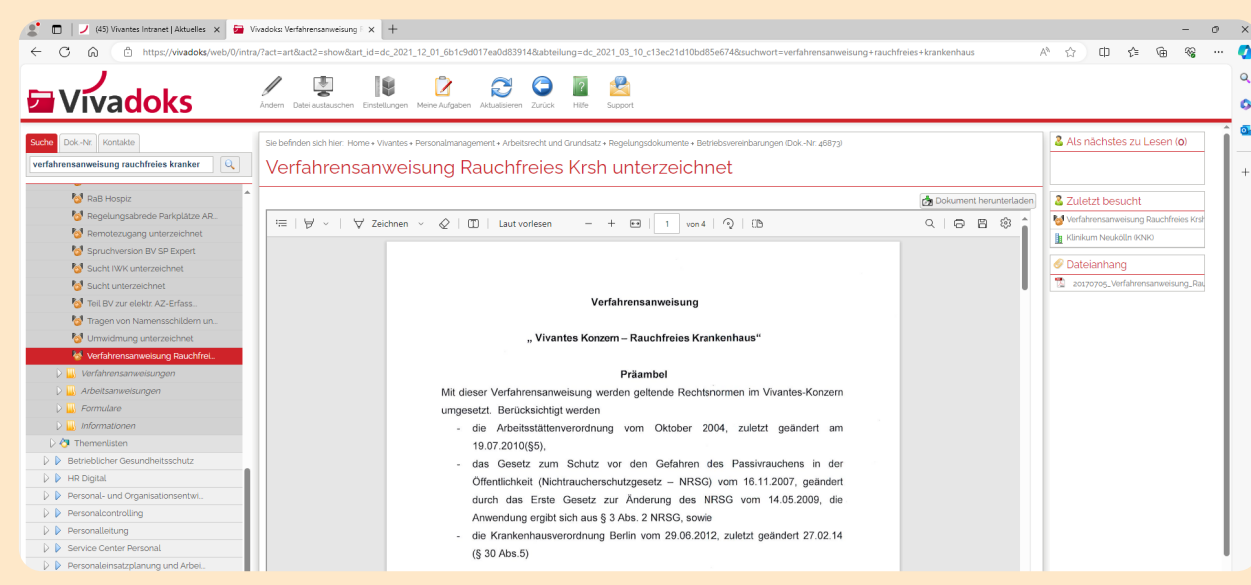 (45) Vivantes Intranet | Aktuelles
Vivadoks: Verfahrensanweisung
https://vivadoks/web/0/intra/?act=art&act2=show&art_id=dc_2021_12_01_6b1c9d017ea0d83914&abteilung=dc_2021_03_10_c13ec21d10bd85e674&suchwort=verfahrensanweisung+rauchfreies+krankenhaus
Vivadoks
Ändern Datei austauschen Einstellungen Meine Aufgaben Aktualisieren Zurück Hilfe Support
Suche Dok.-Nr. Kontakte
verfahrensanweisung rauchfreies kranker
RaB Hospiz
Regelungsabrede Parkplätze AR...
Remotezugang unterzeichnet
Spruchversion BV SP Expert
Sucht IWK unterzeichnet
Sucht unterzeichnet
Teil BV zur elektr. AZ-Erfass...
Tragen von Namensschildern un...
Umwidmung unterzeichnet
Verfahrensanweisung Rauchfrei...
Verfahrensanweisungen
Arbeitsanweisungen
Formulare
Informationen
Themenlisten
Betrieblicher Gesundheitsschutz
HR Digital
Personal- und Organisationsentwi...
Personalcontrolling
Personalleitung
Service Center Personal
Personaleinsatzplanung und Arbei...
Sie befinden sich hier: Home • Vivantes • Personalmanagement • Arbeitsrecht und Grundsatz • Regelungsdokumente • Betriebsvereinbarungen (Dok.-Nr. 46873)
Verfahrensanweisung Rauchfreies Krsh unterzeichnet
Dokument herunterladen
Zeichnen Laut vorlesen 1 von 4
Verfahrensanweisung
„ Vivantes Konzern – Rauchfreies Krankenhaus“
Präambel
Mit dieser Verfahrensanweisung werden geltende Rechtsnormen im Vivantes-Konzern
umgesetzt. Berücksichtigt werden
- die Arbeitsstättenverordnung vom Oktober 2004, zuletzt geändert am
19.07.2010(§5),
- das Gesetz zum Schutz vor den Gefahren des Passivrauchens in der
Öffentlichkeit (Nichtraucherschutzgesetz – NRSG) vom 16.11.2007, geändert
durch das Erste Gesetz zur Änderung des NRSG vom 14.05.2009, die
Anwendung ergibt sich aus § 3 Abs. 2 NRSG, sowie
- die Krankenhausverordnung Berlin vom 29.06.2012, zuletzt geändert 27.02.14
(§ 30 Abs.5)
Als nächstes zu Lesen (0)
Zuletzt besucht
Verfahrensanweisung Rauchfreies Krsh
Klinikum Neukölln (KNK)
Dateianhang
20170705_Verfahrensanweisung_Rau